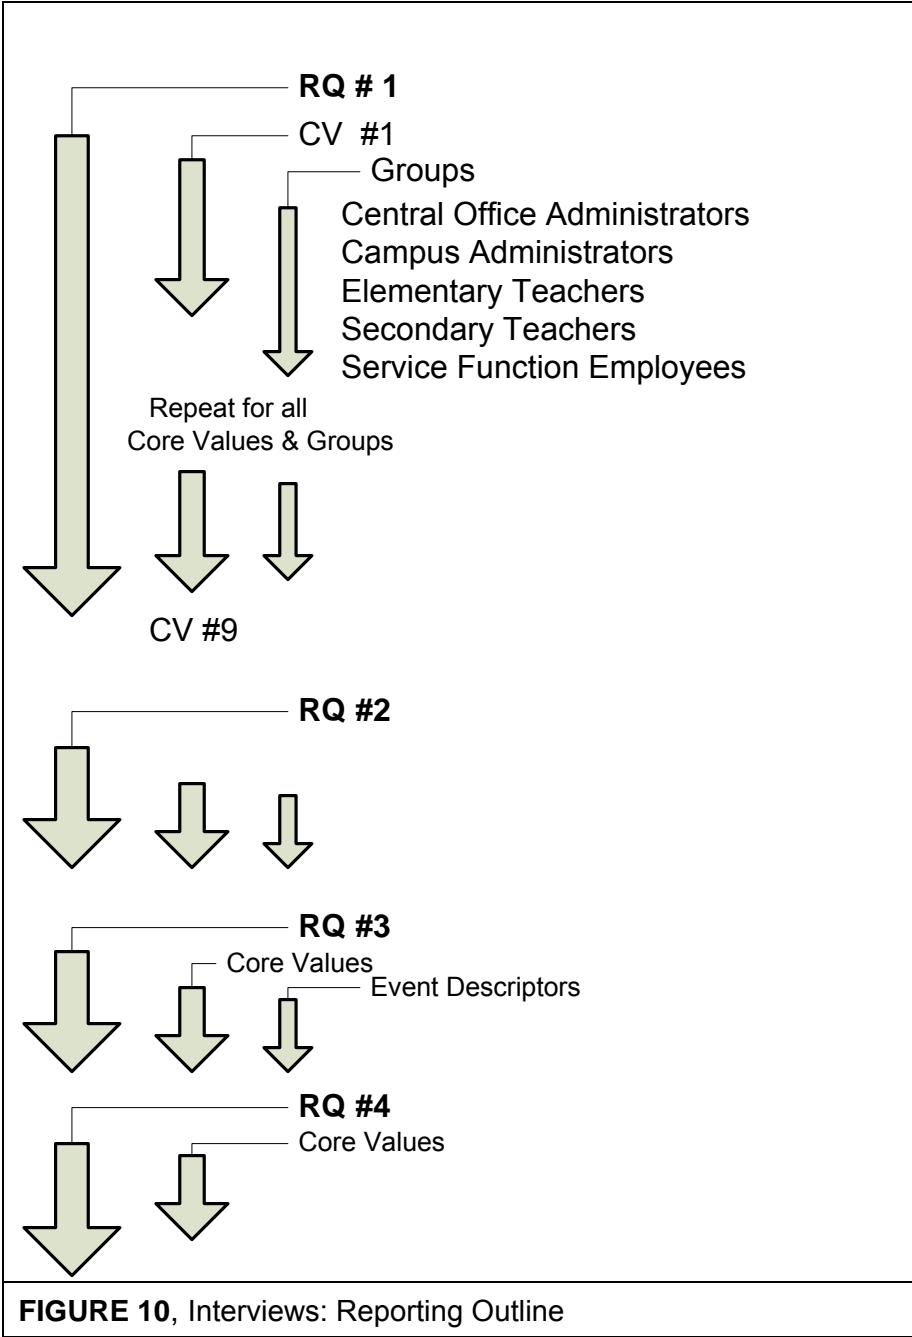 RQ # 1
CV #1
Groups
Central Office Administrators
Campus Administrators
Elementary Teachers
Secondary Teachers
Service Function Employees
Repeat for all
Core Values & Groups
CV #9
RQ #2
RQ #3
Core Values
Event Descriptors
RQ #4
Core Values
FIGURE 10, Interviews: Reporting Outline